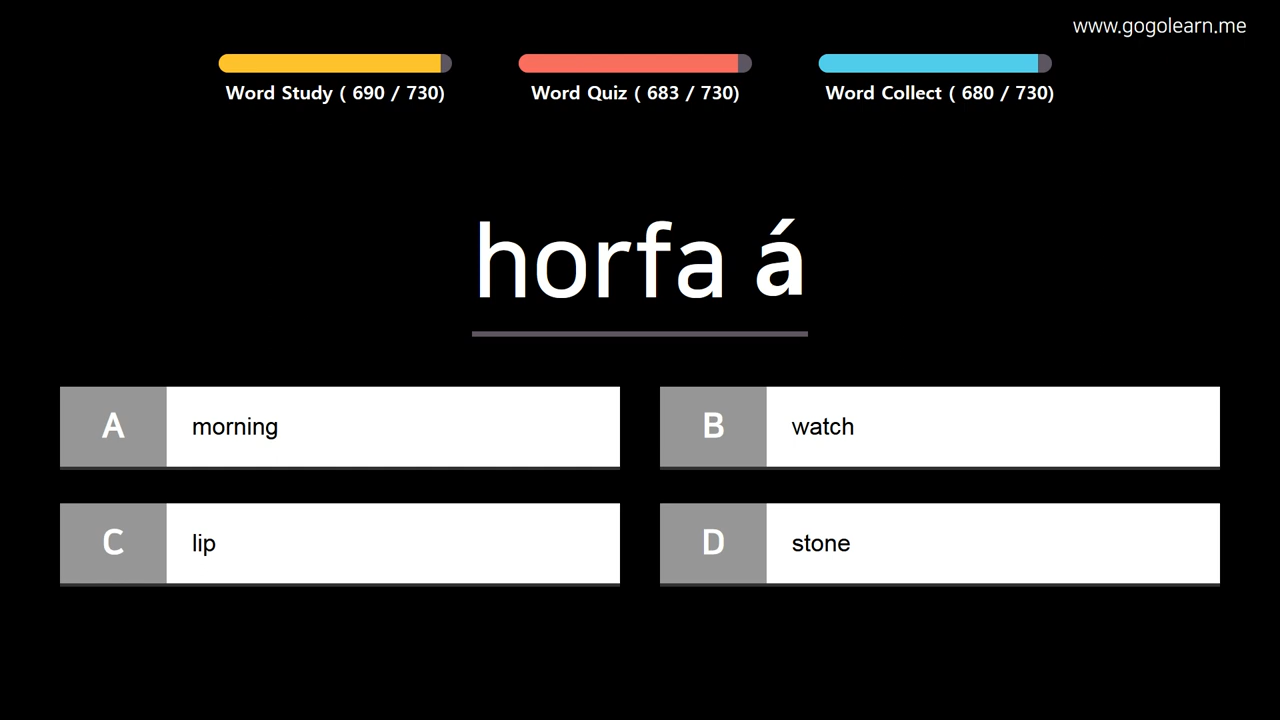 www.gogolearn.me
Word Study ( 690 / 730)
Word Quiz ( 683 / 730)
Word Collect ( 680 / 730)
horfa á
A
morning
B
watch
C
lip
D
stone